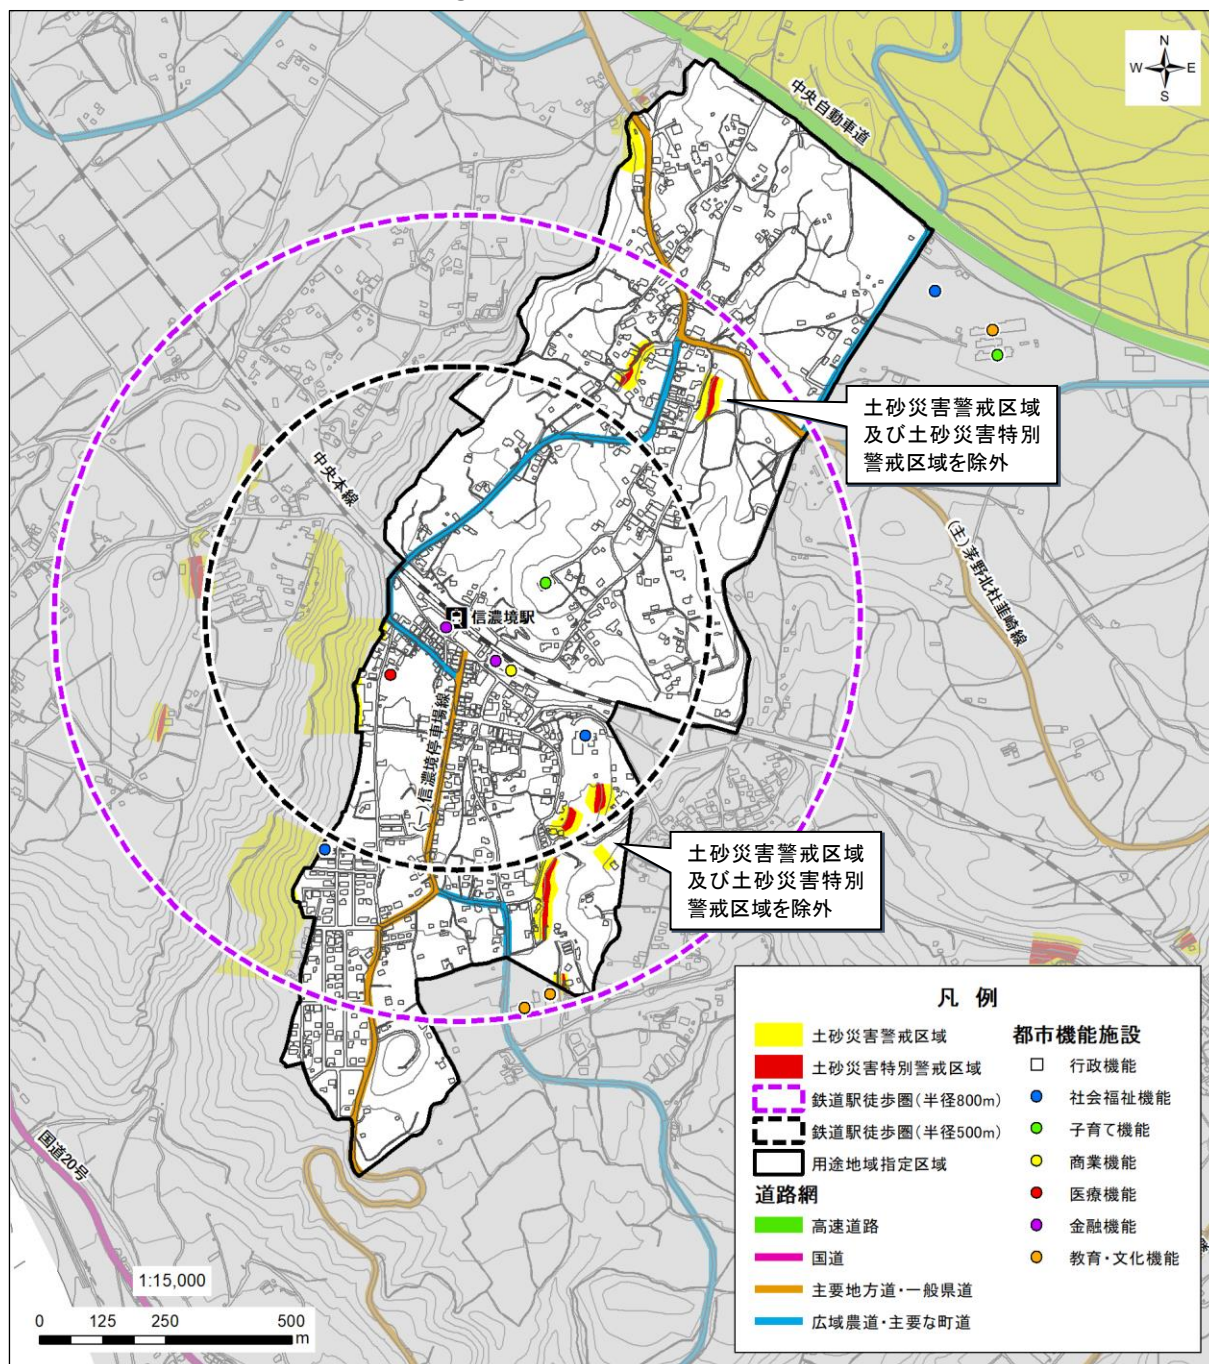 N
W E
S
中央自動車道
土砂災害警戒区域
及び土砂災害特別
警戒区域を除外
中央本線
(主)茅野北杜韮崎線
信濃境駅
(一)信濃境停車場線
土砂災害警戒区域
及び土砂災害特別
警戒区域を除外
国道20号
1:15,000
0 125 250 500
m
凡 例
土砂災害警戒区域
土砂災害特別警戒区域
鉄道駅徒歩圏(半径800m)
鉄道駅徒歩圏(半径500m)
用途地域指定区域
道路網
高速道路
国道
主要地方道・一般県道
広域農道・主要な町道
都市機能施設
行政機能
社会福祉機能
子育て機能
商業機能
医療機能
金融機能
教育・文化機能